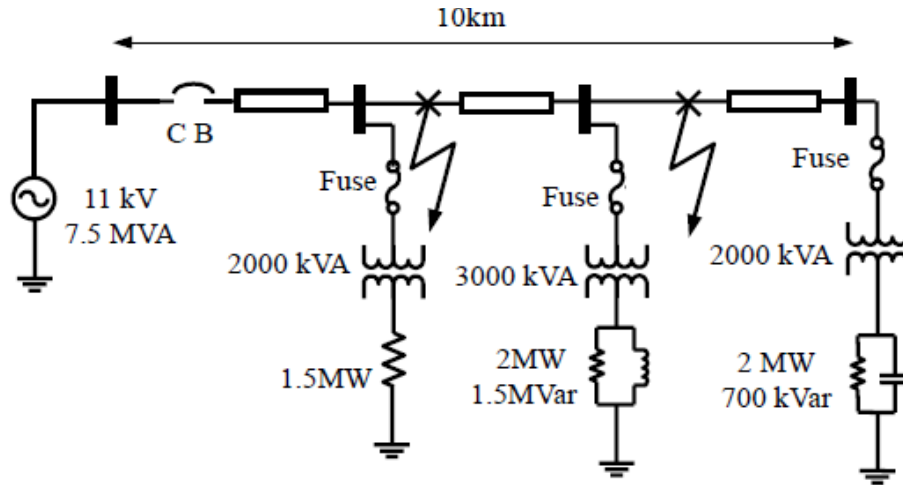 10km
C B
11 kV
7.5 MVA
Fuse
2000 kVA
1.5MW
Fuse
3000 kVA
2MW
1.5MVar
Fuse
2000 kVA
2 MW
700 kVar